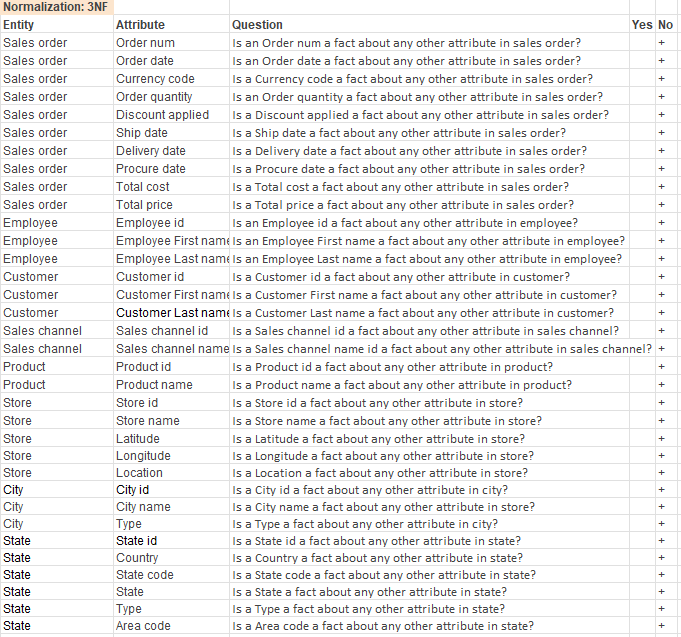 Normalization: 3NF
Entity Attribute Question Yes No
Sales order Order num Is an Order num a fact about any other attribute in sales order? +
Sales order Order date Is an Order date a fact about any other attribute in sales order? +
Sales order Currency code Is a Currency code a fact about any other attribute in sales order? +
Sales order Order quantity Is an Order quantity a fact about any other attribute in sales order? +
Sales order Discount applied Is a Discount applied a fact about any other attribute in sales order? +
Sales order Ship date Is a Ship date a fact about any other attribute in sales order? +
Sales order Delivery date Is a Delivery date a fact about any other attribute in sales order? +
Sales order Procure date Is a Procure date a fact about any other attribute in sales order? +
Sales order Total cost Is a Total cost a fact about any other attribute in sales order? +
Sales order Total price Is a Total price a fact about any other attribute in sales order? +
Employee Employee id Is an Employee id a fact about any other attribute in employee? +
Employee Employee First name Is an Employee First name a fact about any other attribute in employee? +
Employee Employee Last name Is an Employee Last name a fact about any other attribute in employee? +
Customer Customer id Is a Customer id a fact about any other attribute in customer? +
Customer Customer First name Is a Customer First name a fact about any other attribute in customer? +
Customer Customer Last name Is a Customer Last name a fact about any other attribute in customer? +
Sales channel Sales channel id Is a Sales channel id a fact about any other attribute in sales channel? +
Sales channel Sales channel name Is a Sales channel name id a fact about any other attribute in sales channel? +
Product Product id Is a Product id a fact about any other attribute in product? +
Product Product name Is a Product name a fact about any other attribute in product? +
Store Store id Is a Store id a fact about any other attribute in store? +
Store Store name Is a Store name a fact about any other attribute in store? +
Store Latitude Is a Latitude a fact about any other attribute in store? +
Store Longitude Is a Longitude a fact about any other attribute in store? +
Store Location Is a Location a fact about any other attribute in store? +
City City id Is a City id a fact about any other attribute in city? +
City City name Is a City name a fact about any other attribute in store? +
City Type Is a Type a fact about any other attribute in city? +
State State id Is a State id a fact about any other attribute in state? +
State Country Is a Country a fact about any other attribute in state? +
State State code Is a State code a fact about any other attribute in state? +
State State Is a State a fact about any other attribute in state? +
State Type Is a Type a fact about any other attribute in state? +
State Area code Is a Area code a fact about any other attribute in state? +